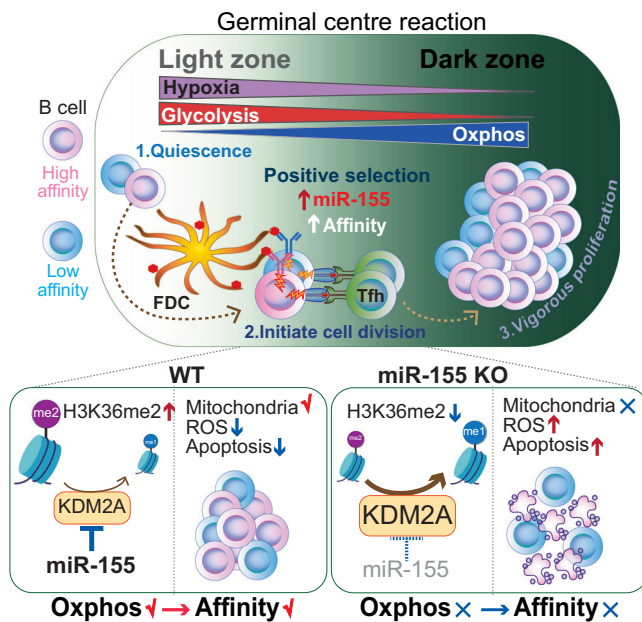 Germinal centre reaction
Light zone
Dark zone
Hypoxia
Glycolysis
Oxphos
B cell
High
affinity
Low
affinity
1.Quiescence
Positive selection
↑miR-155
↑Affinity
FDC
Tfh
2.Initiate cell division
3.Vigorous proliferation
WT
me2
H3K36me2↑
me1
KDM2A
miR-155
Mitochondria√
ROS↓
Apoptosis↓
Oxphos√→Affinity√
miR-155 KO
H3K36me2↓
me2
me1
KDM2A
miR-155
Mitochondria×
ROS↑
Apoptosis↑
Oxphos×→Affinity×